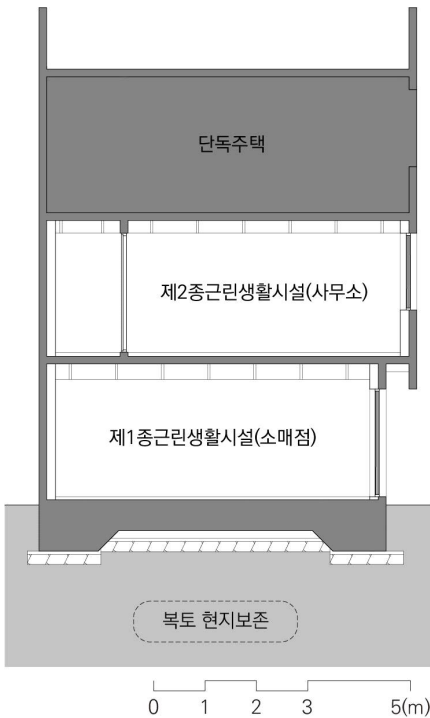 단독주택
제2종근린생활시설(사무소)
제1종근린생활시설(소매점)
복토 현지보존
0 1 2 3 5(m)